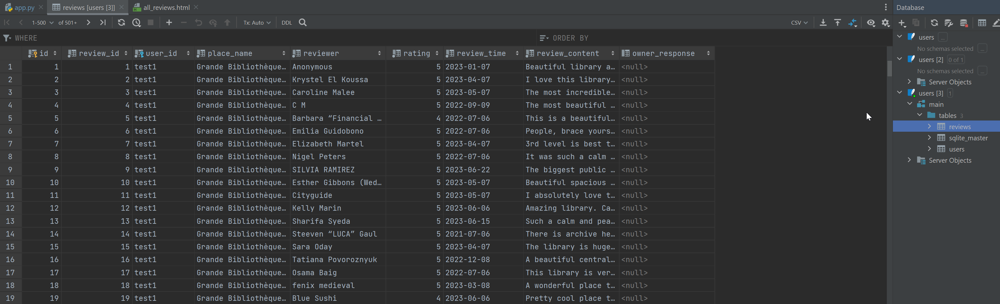 app.py reviews [users [3]] all_reviews.html Database
1-500 of 501+ Tx: Auto DDL CSV
WHERE ORDER BY
id review_id user_id place_name reviewer rating review_time review_content owner_response
1 1 1 test1 Grande Bibliothèque… Anonymous 5 2023-01-07 Beautiful library a… <null>
2 2 2 test1 Grande Bibliothèque… Krystel El Koussa 5 2023-04-07 I love this library… <null>
3 3 3 test1 Grande Bibliothèque… Caroline Malee 5 2023-05-07 The most incredible… <null>
4 4 4 test1 Grande Bibliothèque… C M 5 2022-09-09 The most beautiful … <null>
5 5 5 test1 Grande Bibliothèque… Barbara “Financial … 4 2022-07-06 This is a beautiful… <null>
6 6 6 test1 Grande Bibliothèque… Emilia Guidobono 5 2022-07-06 People, brace yours… <null>
7 7 7 test1 Grande Bibliothèque… Elizabeth Martel 5 2023-04-07 3rd level is best t… <null>
8 8 8 test1 Grande Bibliothèque… Nigel Peters 5 2022-07-06 It was such a calm … <null>
9 9 9 test1 Grande Bibliothèque… SILVIA RAMIREZ 5 2023-06-22 The biggest public … <null>
10 10 10 test1 Grande Bibliothèque… Esther Gibbons (Wed… 5 2023-05-07 Beautiful spacious … <null>
11 11 11 test1 Grande Bibliothèque… Cityguide 5 2023-05-07 I absolutely love t… <null>
12 12 12 test1 Grande Bibliothèque… Kelly Marin 5 2023-06-06 Amazing library. Ca… <null>
13 13 13 test1 Grande Bibliothèque… Sharifa Syeda 5 2023-06-15 Such a calm and pea… <null>
14 14 14 test1 Grande Bibliothèque… Steeven “LUCA” Gaul 5 2021-07-06 There is archive he… <null>
15 15 15 test1 Grande Bibliothèque… Sara Oday 5 2023-04-07 The library is huge… <null>
16 16 16 test1 Grande Bibliothèque… Tatiana Povoroznyuk 5 2022-12-08 A beautiful central… <null>
17 17 17 test1 Grande Bibliothèque… Osama Baig 5 2022-07-06 This library is ver… <null>
18 18 18 test1 Grande Bibliothèque… fenix medieval 5 2023-03-08 A wonderful place t… <null>
19 19 19 test1 Grande Bibliothèque… Blue Sushi 4 2023-06-06 Pretty cool place t… <null>
users ...
No schemas selected ...
users [2] 0 of 1
No schemas selected ...
Server Objects
users [3] 1
main
tables 3
reviews
sqlite_master
users
Server Objects